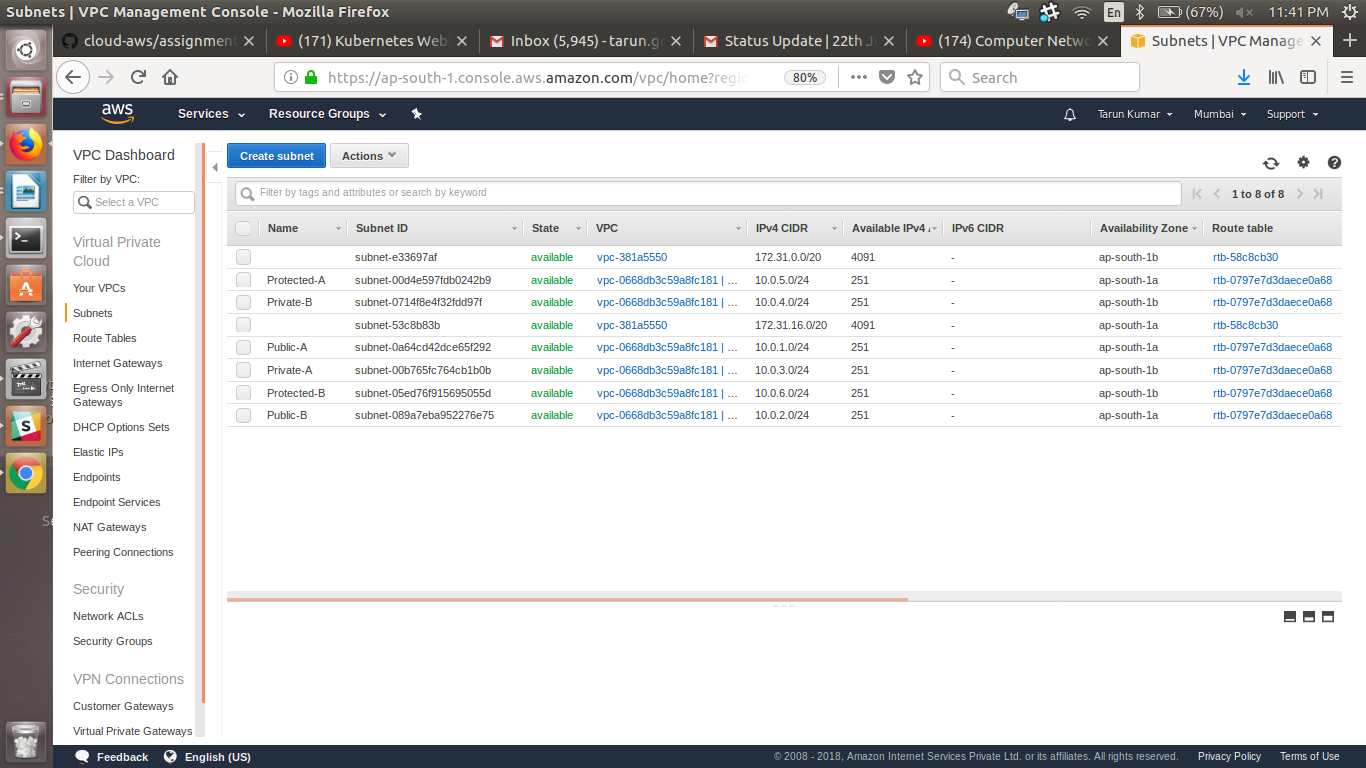 Subnets | VPC Management Console - Mozilla Firefox
En
(67%)
11:41 PM
cloud-aws/assignment
(171) Kubernetes Web
Inbox (5,945) - tarun.g
Status Update | 22th J
(174) Computer Netwo
Subnets | VPC Manage
https://ap-south-1.console.aws.amazon.com/vpc/home?regio
80%
Search
aws
Services
Resource Groups
Tarun Kumar
Mumbai
Support
VPC Dashboard
Filter by VPC:
Select a VPC
Virtual Private
Cloud
Your VPCs
Subnets
Route Tables
Internet Gateways
Egress Only Internet
Gateways
DHCP Options Sets
Elastic IPs
Endpoints
Endpoint Services
NAT Gateways
Peering Connections
Security
Network ACLs
Security Groups
VPN Connections
Customer Gateways
Virtual Private Gateways
Create subnet
Actions
Filter by tags and attributes or search by keyword
1 to 8 of 8
Name Subnet ID State VPC IPv4 CIDR Available IPv4 IPv6 CIDR Availability Zone Route table
subnet-e33697af available vpc-381a5550 172.31.0.0/20 4091 - ap-south-1b rtb-58c8cb30
Protected-A subnet-00d4e597fdb0242b9 available vpc-0668db3c59a8fc181 | ... 10.0.5.0/24 251 - ap-south-1a rtb-0797e7d3daece0a68
Private-B subnet-0714f8e4f32fdd97f available vpc-0668db3c59a8fc181 | ... 10.0.4.0/24 251 - ap-south-1b rtb-0797e7d3daece0a68
subnet-53c8b83b available vpc-381a5550 172.31.16.0/20 4091 - ap-south-1a rtb-58c8cb30
Public-A subnet-0a64cd42dce65f292 available vpc-0668db3c59a8fc181 | ... 10.0.1.0/24 251 - ap-south-1a rtb-0797e7d3daece0a68
Private-A subnet-00b765fc764cb1b0b available vpc-0668db3c59a8fc181 | ... 10.0.3.0/24 251 - ap-south-1a rtb-0797e7d3daece0a68
Protected-B subnet-05ed76f915695055d available vpc-0668db3c59a8fc181 | ... 10.0.6.0/24 251 - ap-south-1b rtb-0797e7d3daece0a68
Public-B subnet-089a7eba952276e75 available vpc-0668db3c59a8fc181 | ... 10.0.2.0/24 251 - ap-south-1a rtb-0797e7d3daece0a68
Feedback
English (US)
© 2008 - 2018, Amazon Internet Services Private Ltd. or its affiliates. All rights reserved.
Privacy Policy
Terms of Use